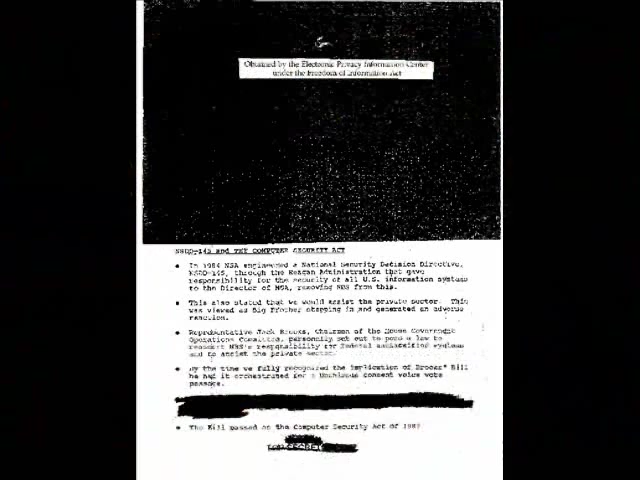 Obtained by the Electronic Privacy Information Center
under the Freedom of Information Act
NSDD-145 and THE COMPUTER SECURITY ACT
• In 1984 NSA engineered a National Security Decision Directive,
NSDD-145, through the Reagan Administration that gave
responsibility for the security of all U.S. information systems
to the Director of NSA, removing NBS from this.
• This also stated that we would assist the private sector. This
was viewed as Big Brother stepping in and generated an adverse
reaction.
• Representative Jack Brooks, Chairman of the House Government
Operations Committee, personally set out to pass a law to
reassert NBS's responsibility for Federal unclassified systems
and to assist the private sector.
• By the time we fully recognized the implication of Brooks' Bill
he had it orchestrated for a unanimous consent voice vote
passage.
• The Bill passed as the Computer Security Act of 1987